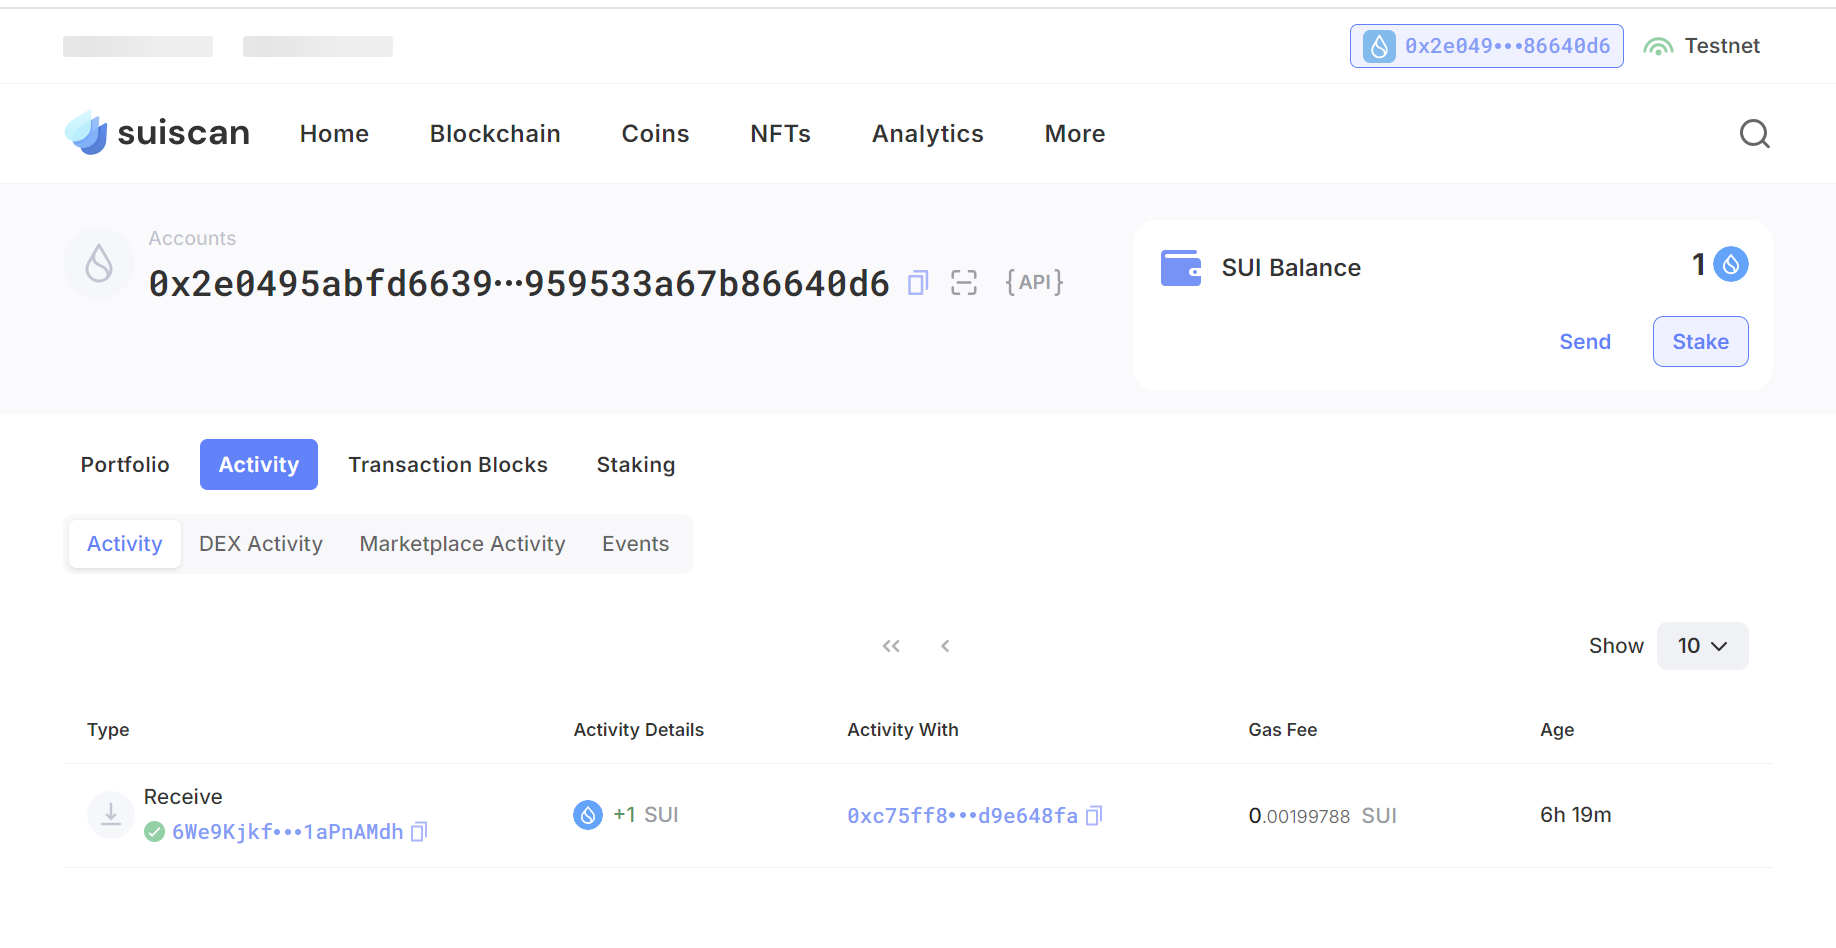 0x2e049•••86640d6 Testnet
suiscan Home Blockchain Coins NFTs Analytics More
Accounts
0x2e0495abfd6639•••959533a67b86640d6 {API}
SUI Balance 1
Send Stake
Portfolio Activity Transaction Blocks Staking
Activity DEX Activity Marketplace Activity Events
Show 10
Type Activity Details Activity With Gas Fee Age
Receive
6We9Kjkf•••1aPnAMdh +1 SUI 0xc75ff8•••d9e648fa 0.00199788 SUI 6h 19m